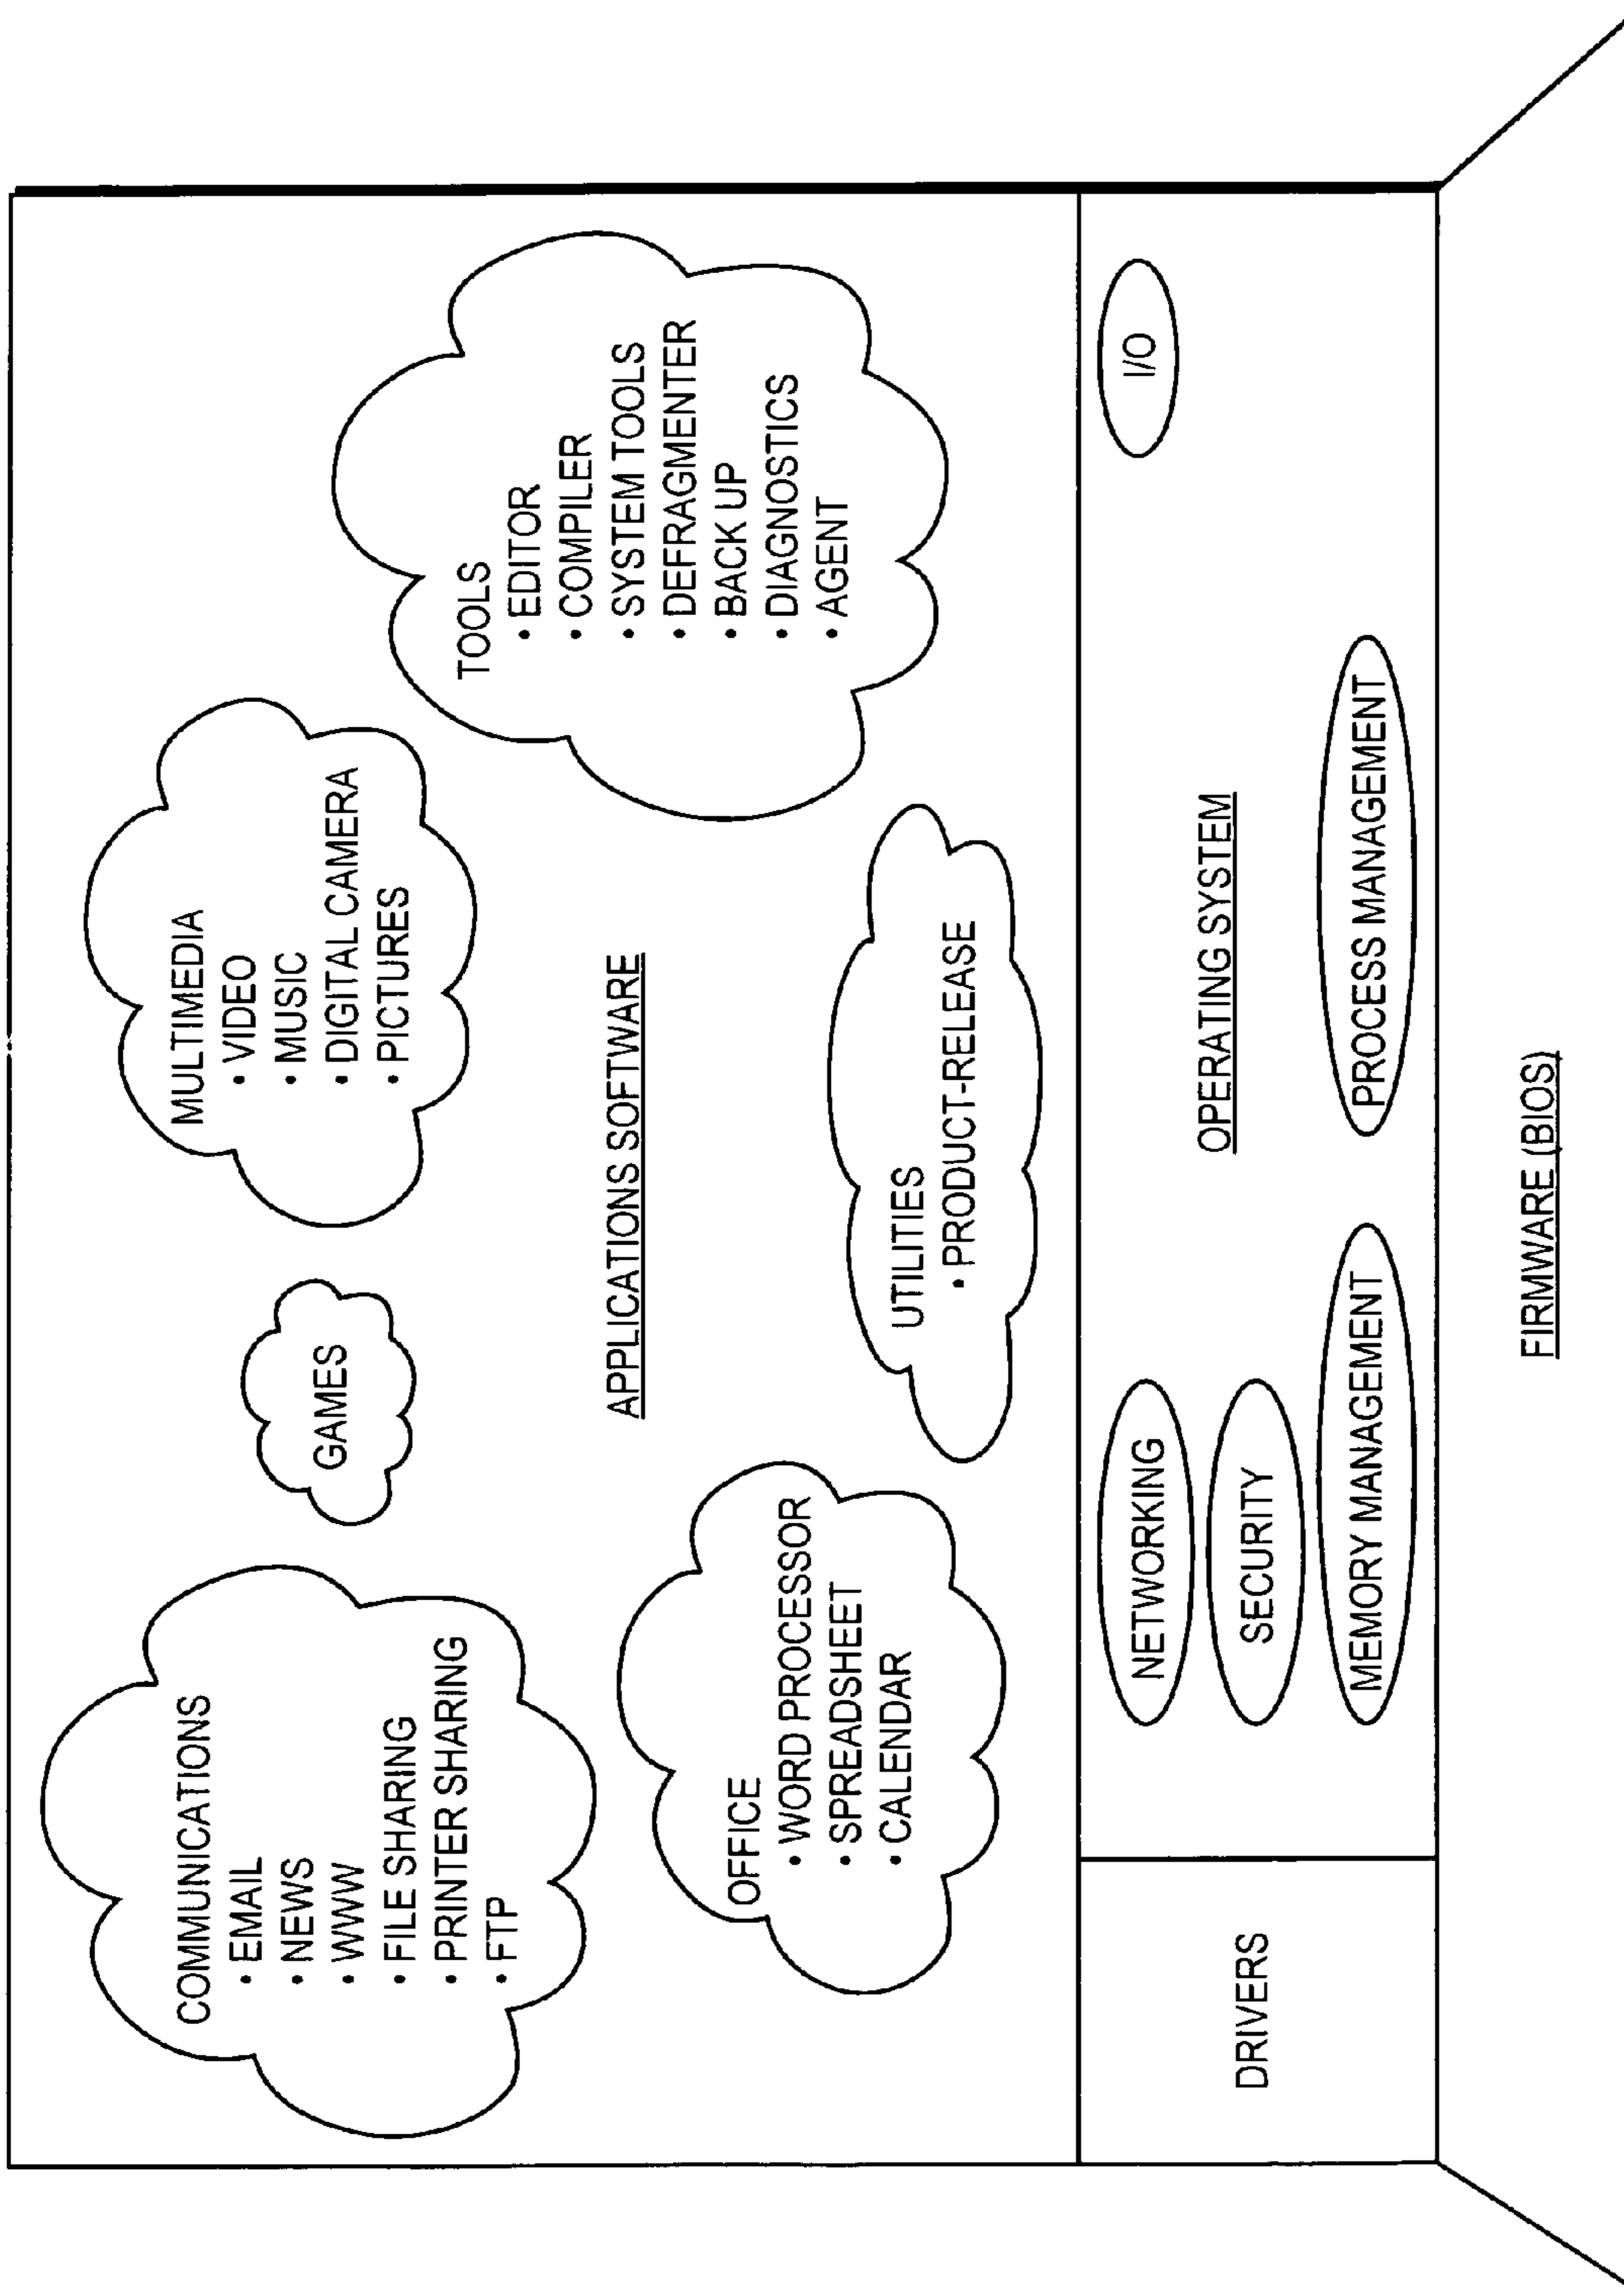 COMMUNICATIONS
• EMAIL
• NEWS
• WWW
• FILE SHARING
• PRINTER SHARING
• FTP
GAMES
MULTIMEDIA
• VIDEO
• MUSIC
• DIGITAL CAMERA
• PICTURES
TOOLS
• EDITOR
• COMPILER
• SYSTEM TOOLS
• DEFRAGMENTER
• BACK UP
• DIAGNOSTICS
• AGENT
APPLICATIONS SOFTWARE
OFFICE
• WORD PROCESSOR
• SPREADSHEET
• CALENDAR
UTILITIES
• PRODUCT-RELEASE
DRIVERS
NETWORKING
SECURITY
MEMORY MANAGEMENT
OPERATING SYSTEM
PROCESS MANAGEMENT
I/O
FIRMWARE (BIOS)